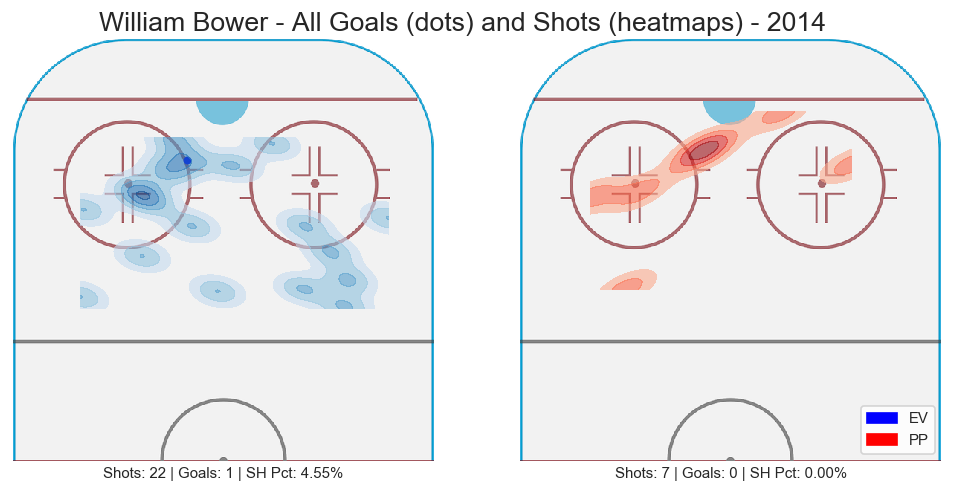 William Bower - All Goals (dots) and Shots (heatmaps) - 2014
EV
PP
Shots: 22 | Goals: 1 | SH Pct: 4.55%
Shots: 7 | Goals: 0 | SH Pct: 0.00%